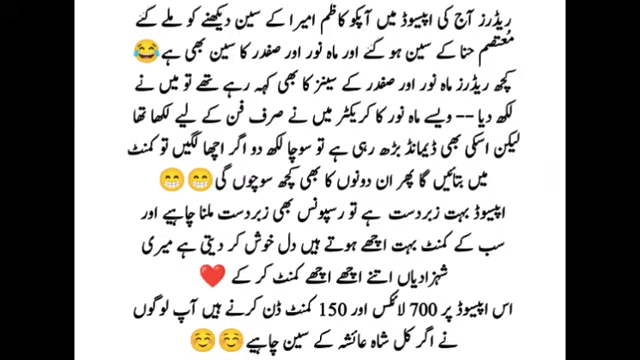 ریڈرز آج کی اپیسوڈ میں آپکو کاظم امیرا کے سین دیکھنے کو ملے گئے
مُعتصم حنا کے سین ہو گئے اور ماہ نور اور صفدر کا سین بھی ہے😂
کچھ ریڈرز ماہ نور اور صفدر کے سینز کا بھی کہہ رہے تھے تو میں نے
لکھ دیا -- ویسے ماہ نور کا کریکٹر میں نے صرف فن کے لیے لکھا تھا
لیکن اسکی بھی ڈیمانڈ بڑھ رہی ہے تو سوچا لکھ دو اگر اچھا لگیں تو کمنٹ
میں بتائیں گا پھر ان دونوں کا بھی کچھ سوچوں گی😁😁
اپیسوڈ بہت زبردست ہے تو رسپونس بھی زبردست ملنا چاہیے اور
سب کے کمنٹ بہت اچھے ہوتے ہیں دل خوش کر دیتی ہے میری
شہزادیاں اتنے اچھے اچھے کمنٹ کر کے ❤️
اس اپیسوڈ پر 700 لائکس اور 150 کمنٹ ڈن کرنے ہیں آپ لوگوں
نے اگر کل شاہ عائشہ کے سین چاہیے☺️☺️